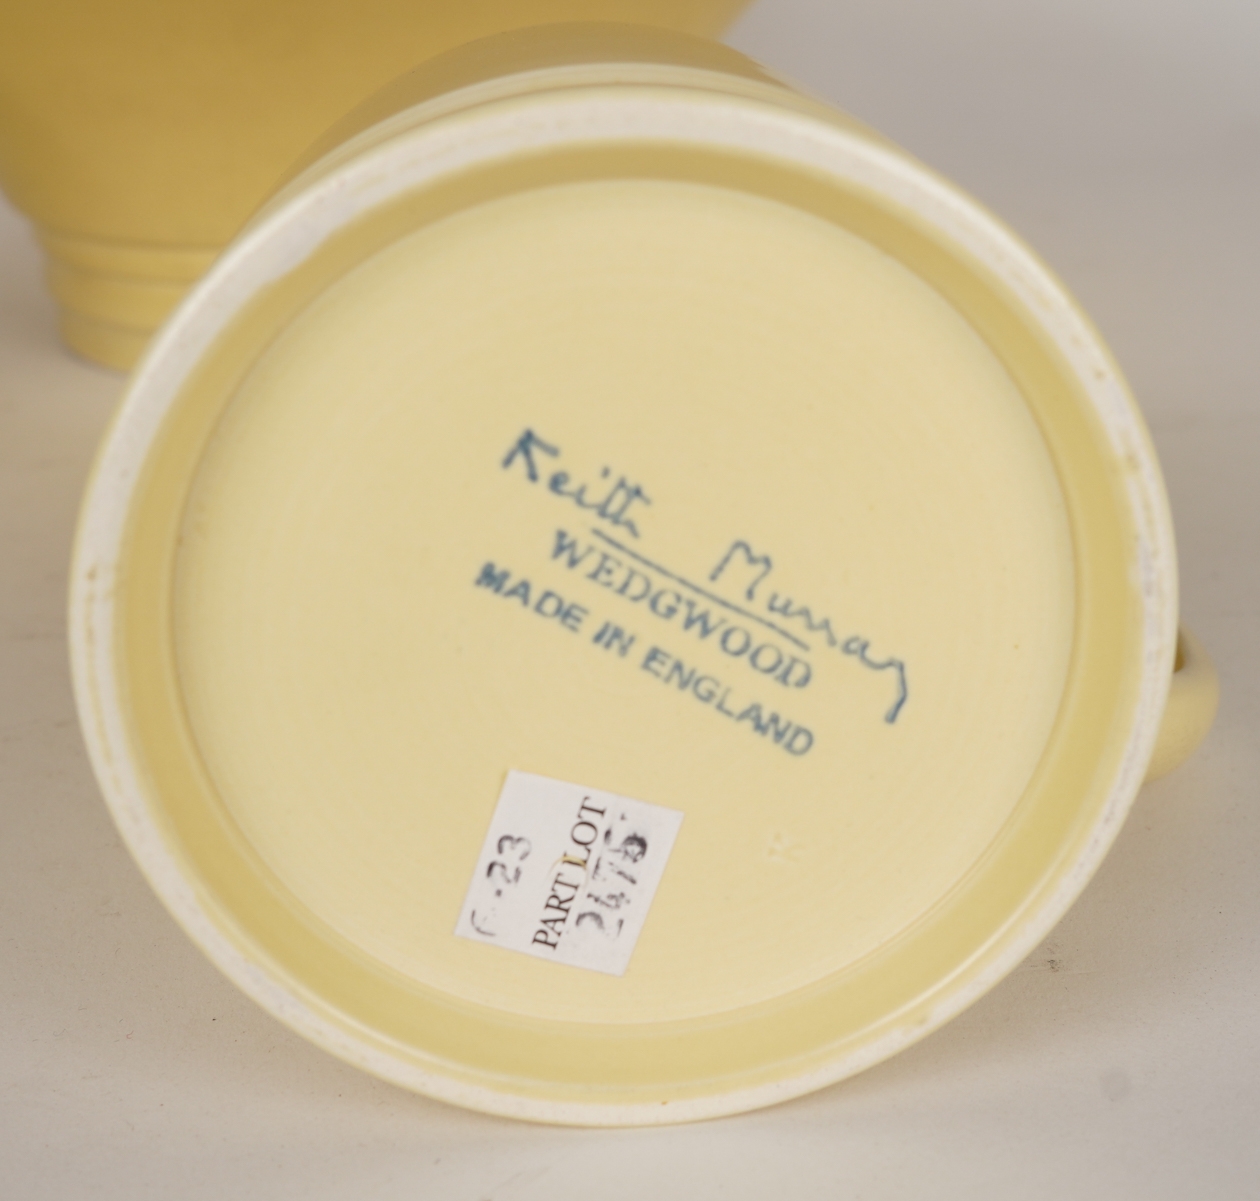 Keith Murray
WEDGWOOD
MADE IN ENGLAND
PART LOT